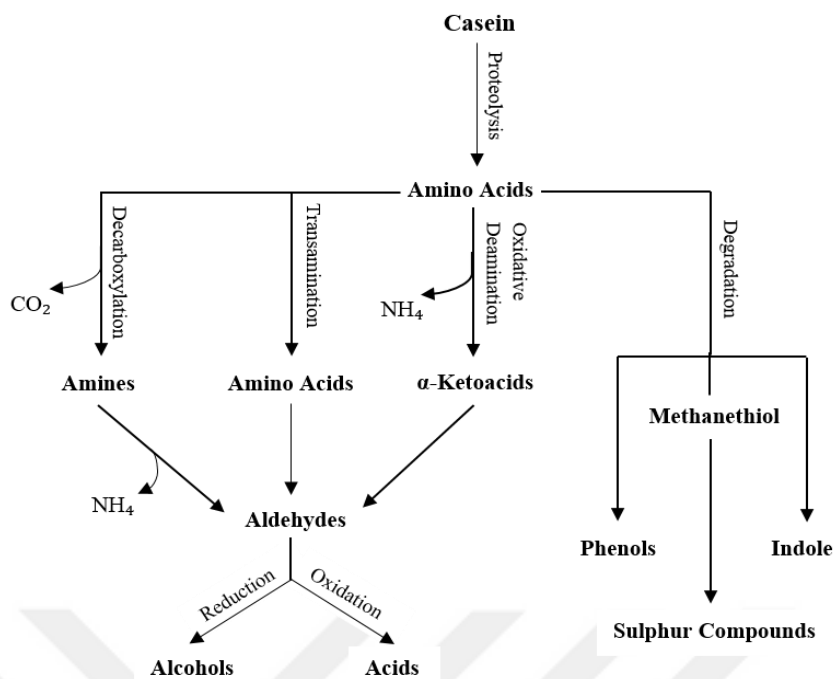 Casein
Proteolysis
Amino Acids
Decarboxylation
Transamination
Oxidative
Deamination
Degradation
CO₂
NH₄
Amines
Amino Acids
α-Ketoacids
Methanethiol
NH₄
Aldehydes
Phenols
Indole
Reduction
Oxidation
Sulphur Compounds
Alcohols
Acids